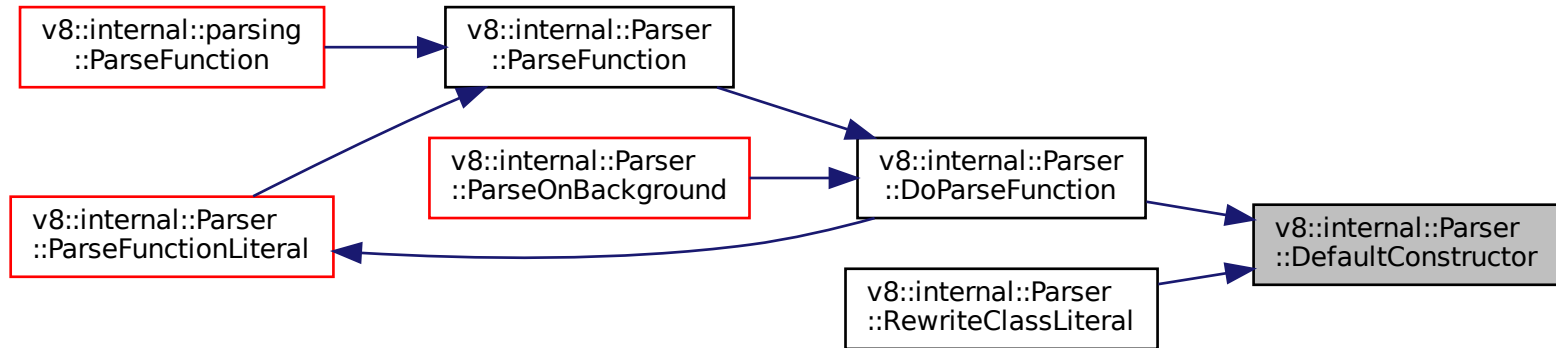 v8::internal::parsing
::ParseFunction
v8::internal::Parser
::ParseFunction
v8::internal::Parser
::ParseOnBackground
v8::internal::Parser
::DoParseFunction
v8::internal::Parser
::ParseFunctionLiteral
v8::internal::Parser
::DefaultConstructor
v8::internal::Parser
::RewriteClassLiteral